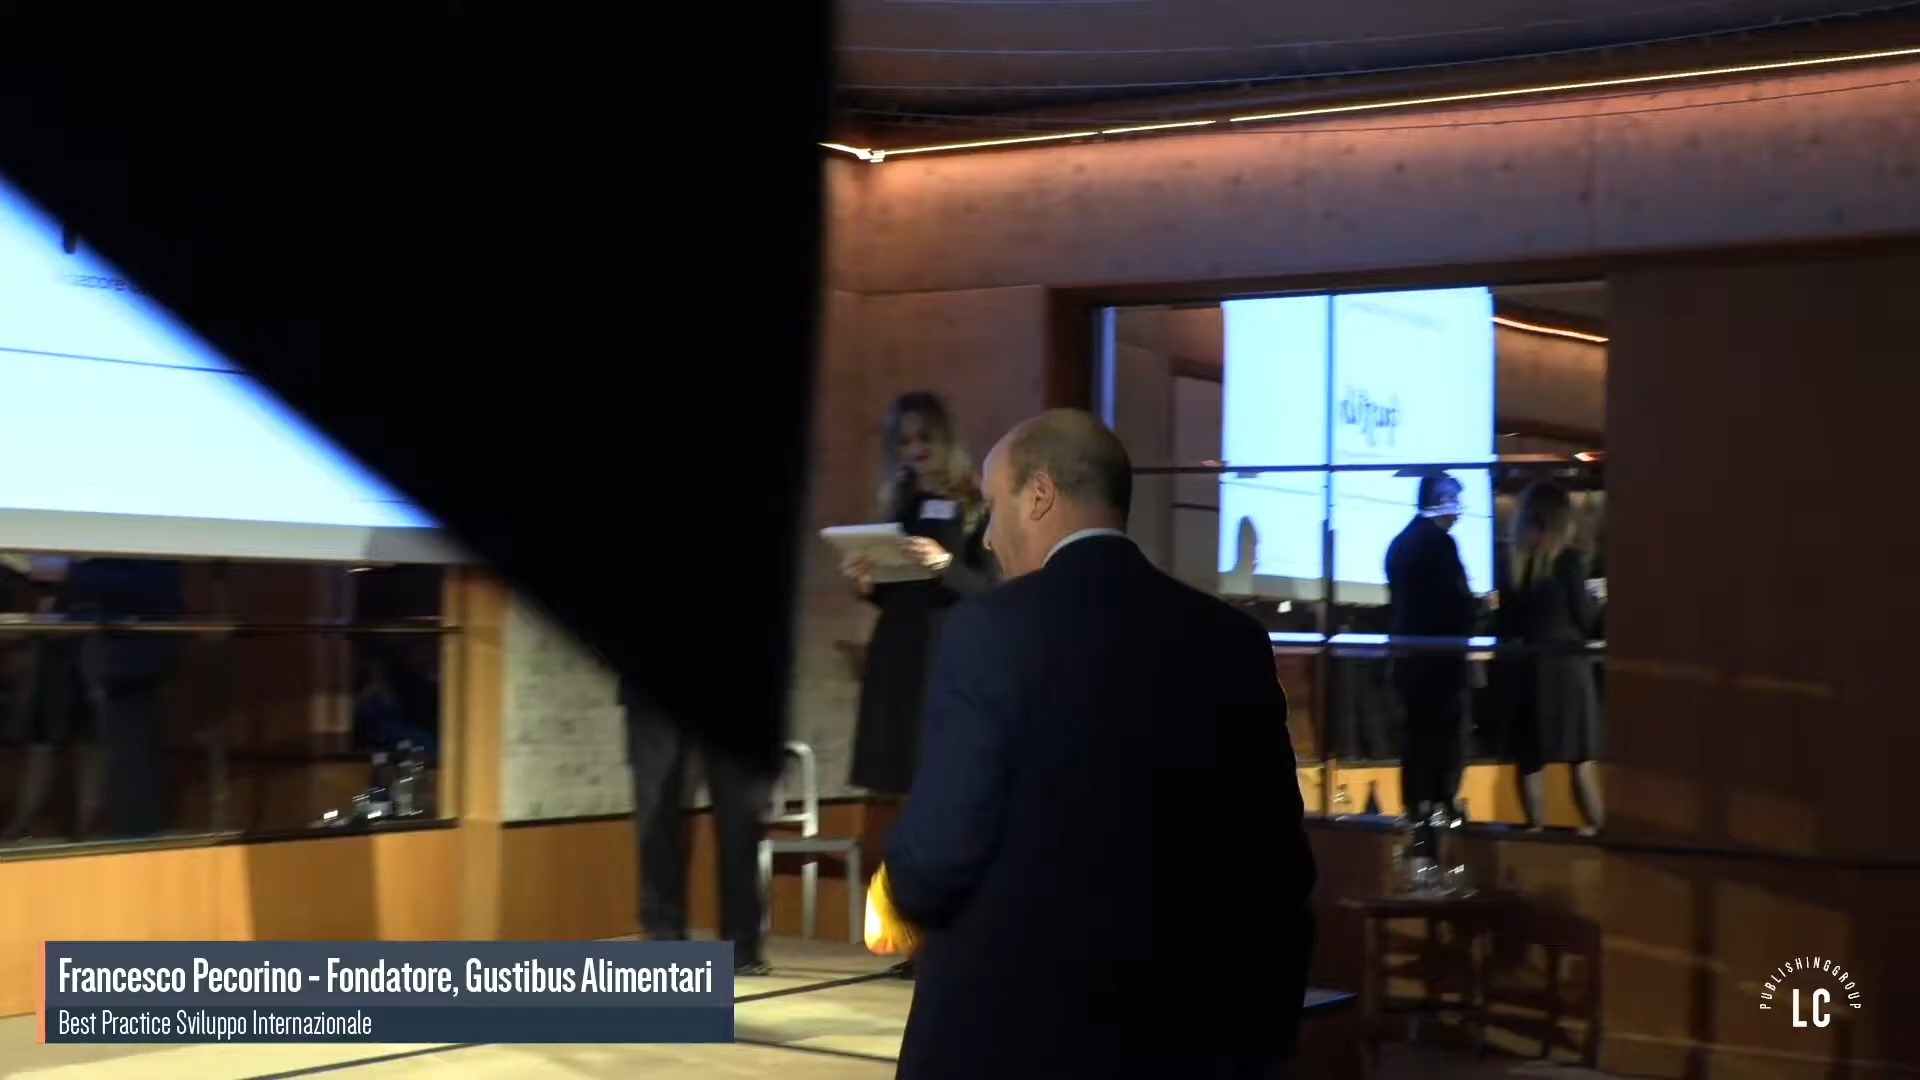 Francesco Pecorino - Fondatore, Gustibus Alimentari
Best Practice Sviluppo Internazionale
PUBLISHINGGROUP
LC